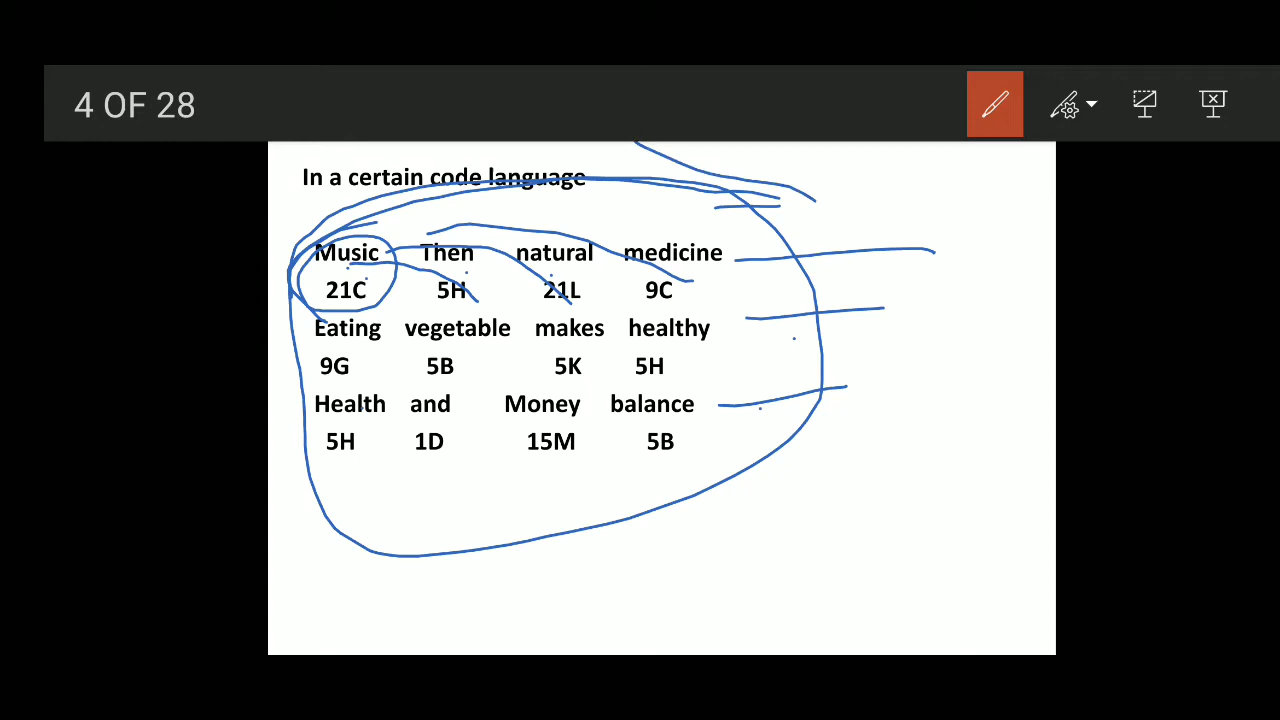 4 OF 28
In a certain code language
Music Then natural medicine
21C 5H 21L 9C
Eating vegetable makes healthy
9G 5B 5K 5H
Health and Money balance
5H 1D 15M 5B